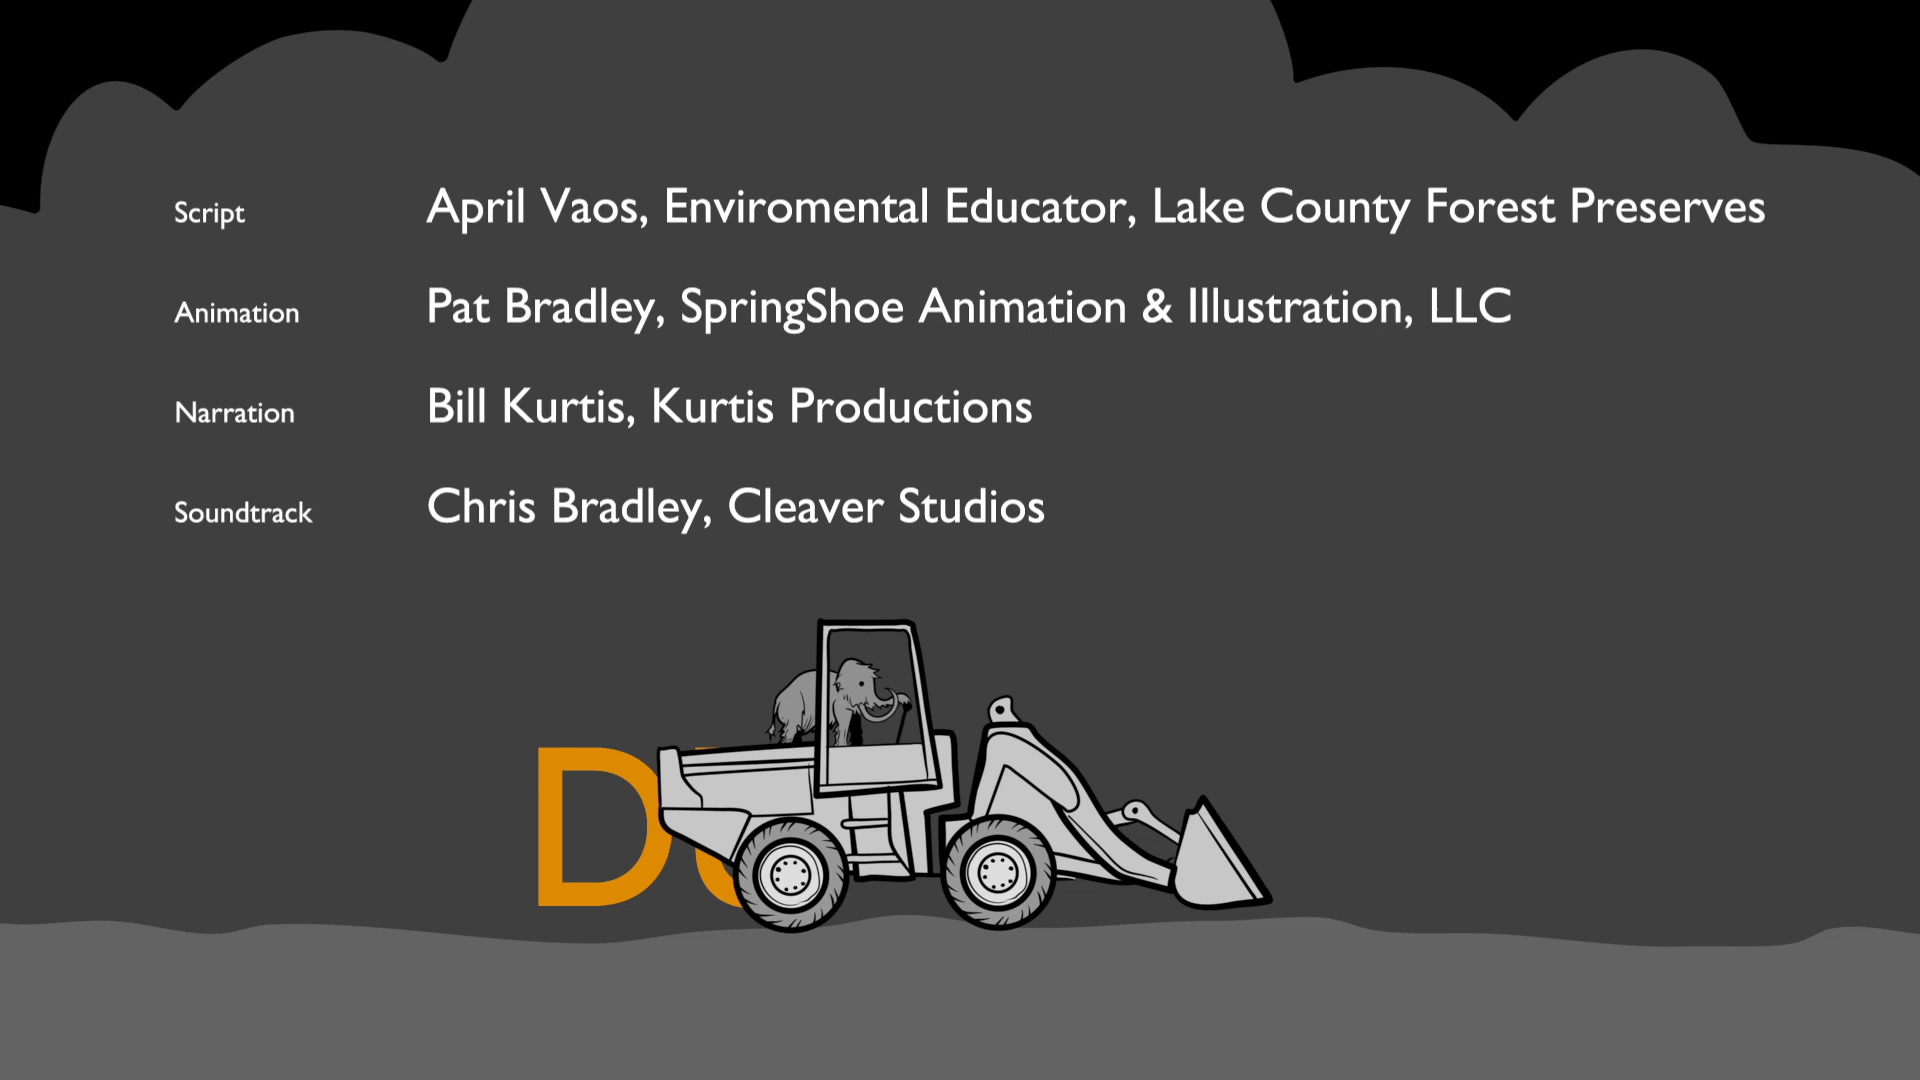 Script April Vaos, Enviromental Educator, Lake County Forest Preserves
Animation Pat Bradley, SpringShoe Animation & Illustration, LLC
Narration Bill Kurtis, Kurtis Productions
Soundtrack Chris Bradley, Cleaver Studios
D